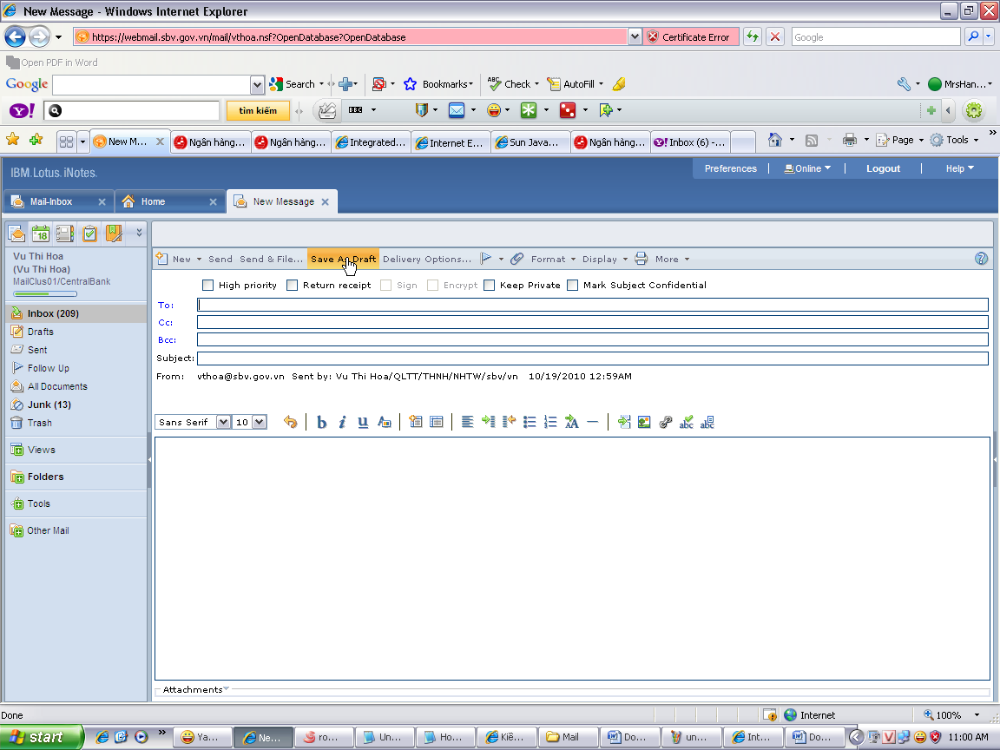 New Message - Windows Internet Explorer
https://webmail.sbv.gov.vn/mail/vthoa.nsf?OpenDatabase?OpenDatabase
Certificate Error
Google
Open PDF in Word
Google Search Bookmarks Check AutoFill MrsHan...
ABC
Y! tìm kiếm BBC
New M... Ngân hàng... Ngân hàng... Integrated... Internet E... Sun Java... Ngân hàng... Y! Inbox (6) -... Page Tools
IBM. Lotus. iNotes. Preferences Online Logout Help
Mail-Inbox Home New Message
18
Vu Thi Hoa
(Vu Thi Hoa)
MailClus01/CentralBank
Inbox (209)
Drafts
Sent
Follow Up
All Documents
Junk (13)
Trash
Views
Folders
Tools
Other Mail
New Send Send & File... Save As Draft Delivery Options... Format Display More ?
High priority Return receipt Sign Encrypt Keep Private Mark Subject Confidential
To:
Cc:
Bcc:
Subject:
From: vthoa@sbv.gov.vn Sent by: Vu Thi Hoa/QLTT/THNH/NHTW/sbv/vn 10/19/2010 12:59AM
Sans Serif 10 b i u abc abc
Attachments
Done Internet 100%
start Ya... Ne... ro... Un... Ho... Kiề... Mail Do... un... Int... Do... 11:00 AM